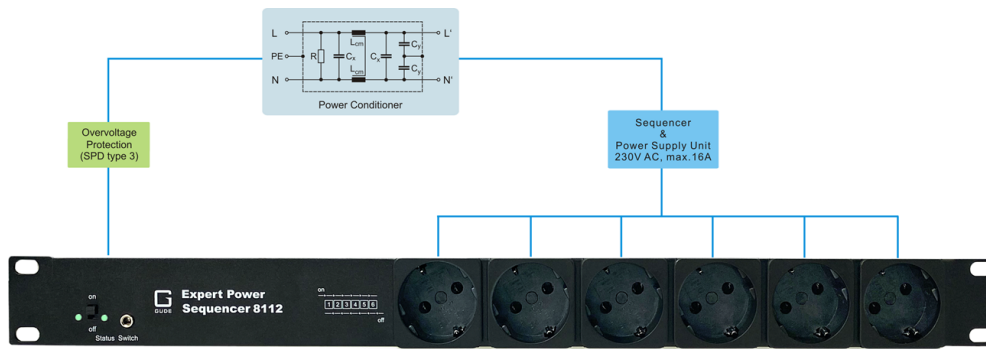 L
L'
Lcm
PE
R
Cx
Cx
Cy
Cy
Lcm
N
N'
Power Conditioner
Overvoltage
Protection
(SPD type 3)
Sequencer
&
Power Supply Unit
230V AC, max.16A
on
off
Status Switch
G
GUDE
Expert Power
Sequencer 8112
on
1 2 3 4 5 6
off